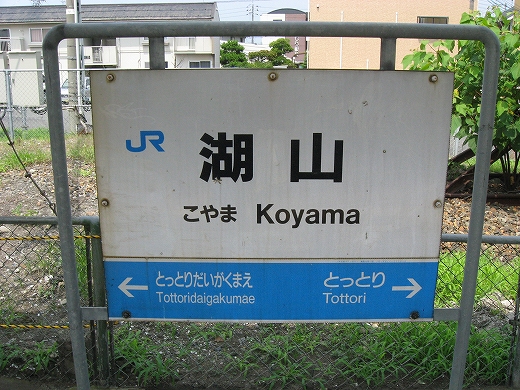 JR
湖山
こやま Koyama
← とっとりだいがくまえ
Tottoridaigakumae
とっとり →
Tottori